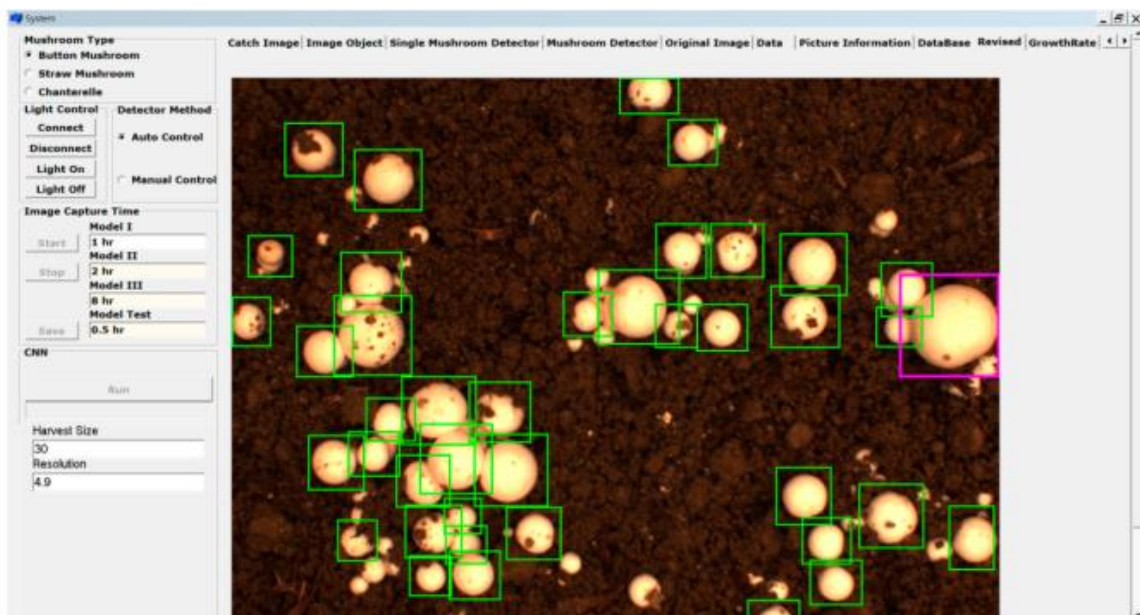 System
Mushroom Type
Button Mushroom
Straw Mushroom
Chanterelle
Light Control
Connect
Disconnect
Light On
Light Off
Detector Method
Auto Control
Manual Control
Image Capture Time
Model I
Start
1 hr
Model II
Stop
2 hr
Model III
8 hr
Model Test
Save
0.5 hr
CNN
Run
Harvest Size
30
Resolution
4.9
Catch Image Image Object Single Mushroom Detector Mushroom Detector Original Image Data Picture Information DataBase Revised GrowthRate